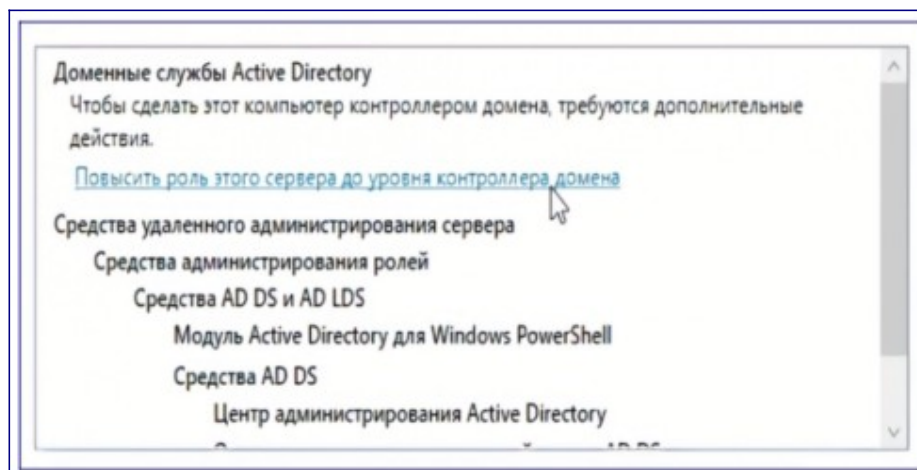 Доменные службы Active Directory
Чтобы сделать этот компьютер контроллером домена, требуются дополнительные
действия.
Повысить роль этого сервера до уровня контроллера домена
Средства удаленного администрирования сервера
Средства администрирования ролей
Средства AD DS и AD LDS
Модуль Active Directory для Windows PowerShell
Средства AD DS
Центр администрирования Active Directory
AD DS